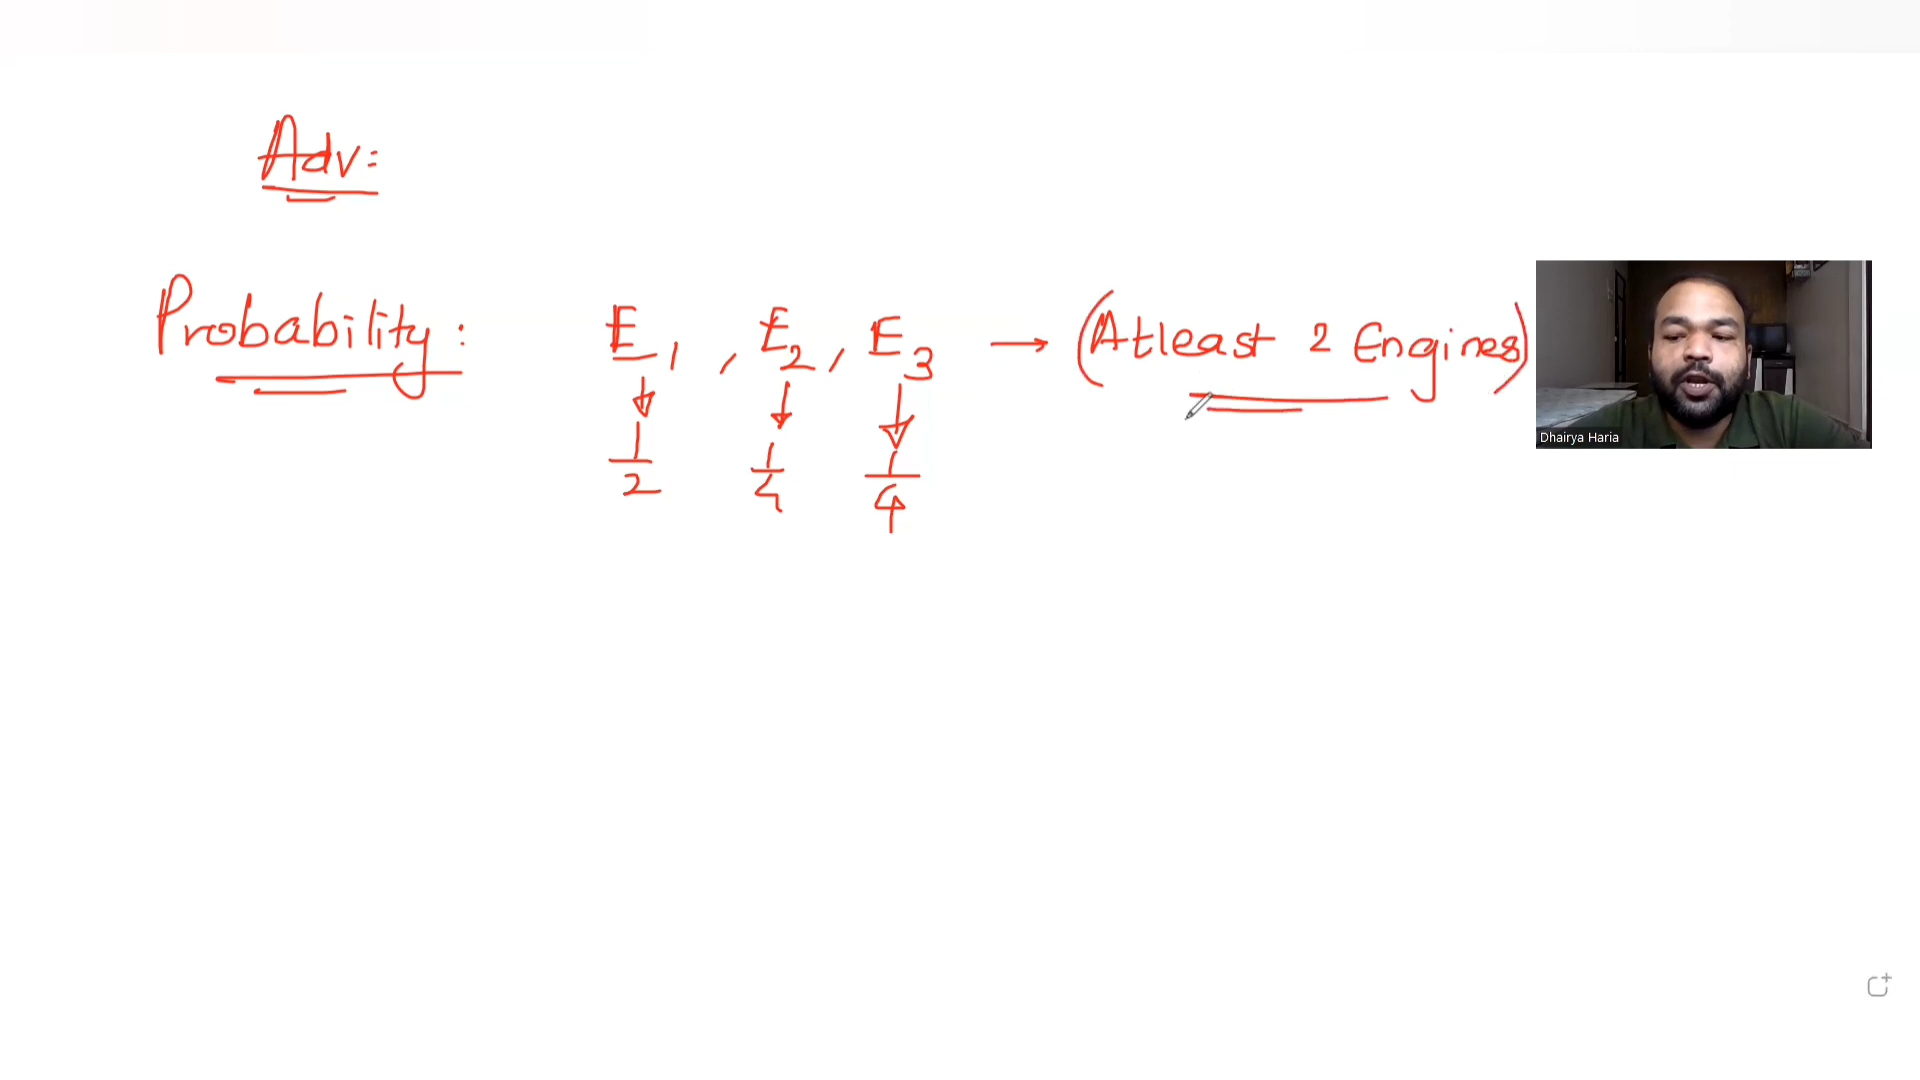 Adv:
Probability: E1, E2, E3 → (Atleast 2 Engines)
1/2 1/4 1/4
Dhairya Haria